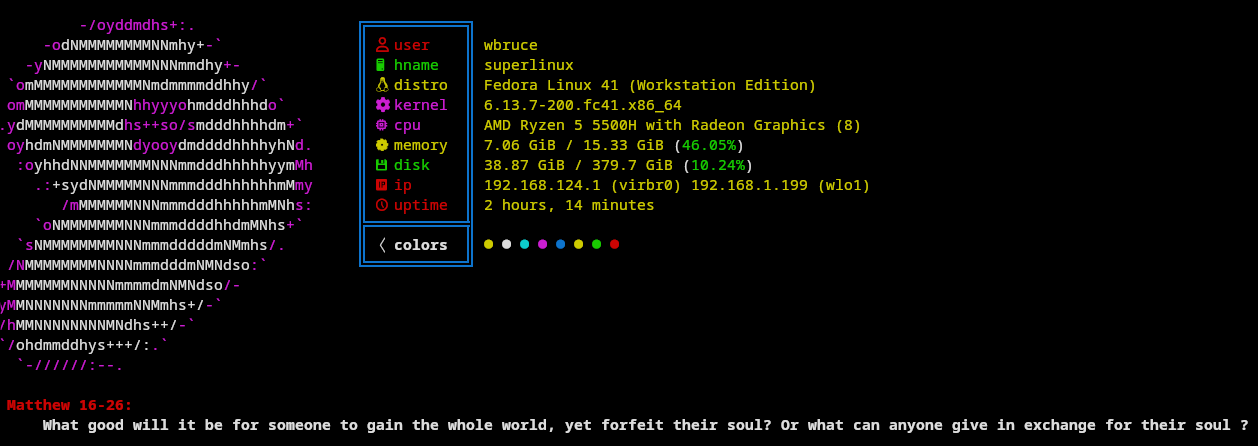 -/oyddmdhs+:.
     -odNMMMMMMMMNNmhy+-`
   -yNMMMMMMMMMMMNNNmmdhy+-
 `omMMMMMMMMMMMMNmdmmmmddhhy/`
 omMMMMMMMMMMMNhhyyyohmdddhhhdo`
.ydMMMMMMMMMMdhs++so/smdddhhhhdm+`
 oyhdmNMMMMMMMNdyooydmddddhhhhyhNd.
  :oyhhdNNMMMMMMMNNNmmdddhhhhhyymMh
    .:+sydNMMMMMNNNmmmdddhhhhhhmMmy
       /mMMMMMMNNNmmmdddhhhhhmMNhs:
    `oNMMMMMMMNNNmmmddddhhdmMNhs+`
  `sNMMMMMMMMNNNmmmdddddmNMmhs/.
 /NMMMMMMMMNNNNmmmdddmNMNdso:`
+MMMMMMMNNNNNmmmmdmNMNdso/-
yMMNNNNNNNmmmmmNNMmhs+/-`
/hMMNNNNNNNNMNdhs++/-`
`/ohdmmddhys+++/:.`
  `-//////:--.
user wbruce
hname superlinux
distro Fedora Linux 41 (Workstation Edition)
kernel 6.13.7-200.fc41.x86_64
cpu AMD Ryzen 5 5500H with Radeon Graphics (8)
memory 7.06 GiB / 15.33 GiB (46.05%)
disk 38.87 GiB / 379.7 GiB (10.24%)
ip 192.168.124.1 (virbr0) 192.168.1.199 (wlo1)
uptime 2 hours, 14 minutes
colors
Matthew 16-26:
What good will it be for someone to gain the whole world, yet forfeit their soul? Or what can anyone give in exchange for their soul ?